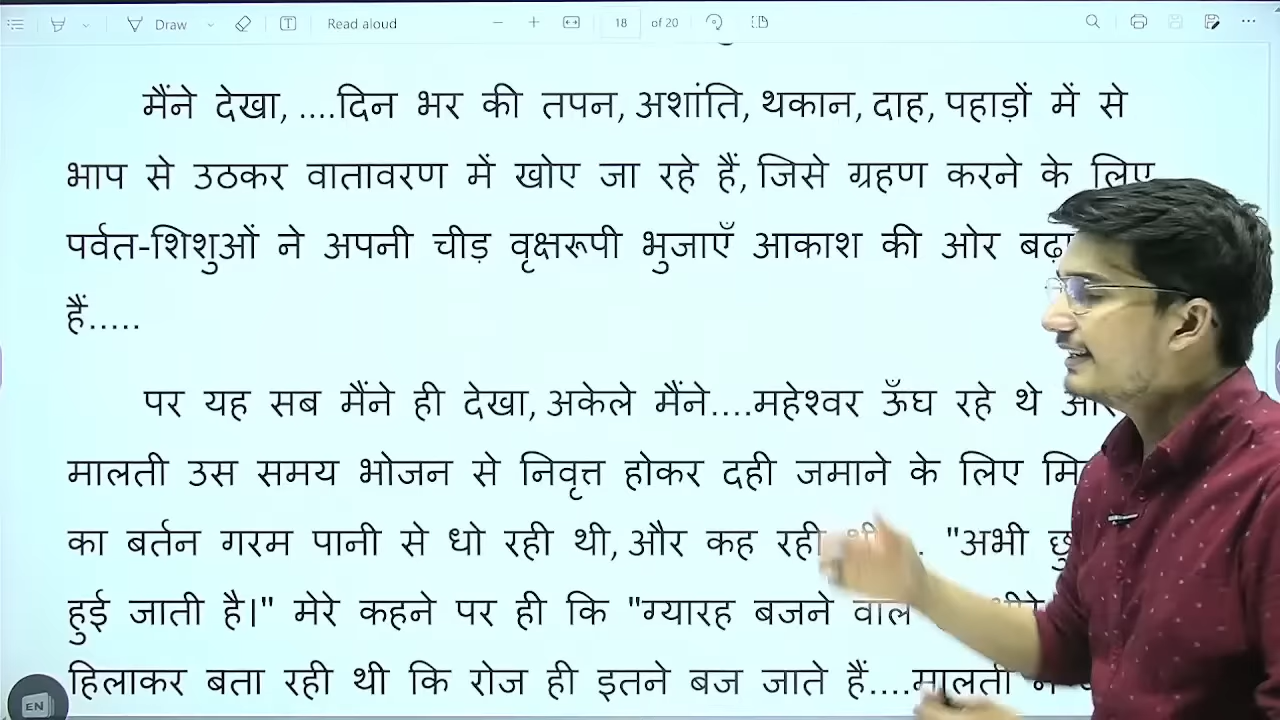 Draw
Read aloud
18 of 20
मैंने देखा, ....दिन भर की तपन, अशांति, थकान, दाह, पहाड़ों में से
भाप से उठकर वातावरण में खोए जा रहे हैं, जिसे ग्रहण करने के लिए
पर्वत-शिशुओं ने अपनी चीड़ वृक्षरूपी भुजाएँ आकाश की ओर
हैं.....
पर यह सब मैंने ही देखा, अकेले मैंने....महेश्वर ऊँघ रहे थे
मालती उस समय भोजन से निवृत्त होकर दही जमाने के लिए
का बर्तन गरम पानी से धो रही थी, और कह रही "अभी
हुई जाती है।" मेरे कहने पर ही कि "ग्यारह बजने
हिलाकर बता रही थी कि रोज ही इतने बज जाते हैं....मालती
EN